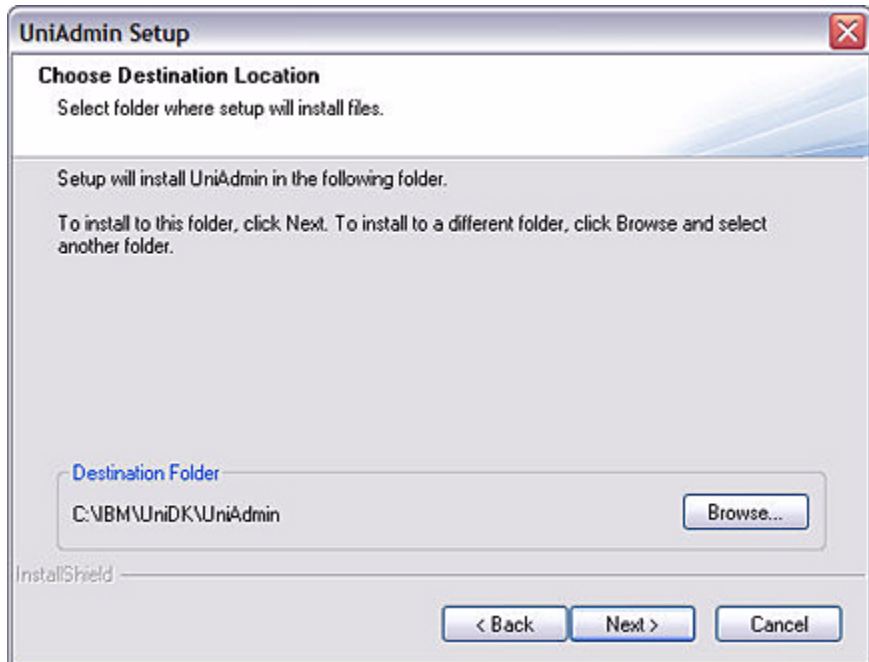 UniAdmin Setup
Choose Destination Location
Select folder where setup will install files.
Setup will install UniAdmin in the following folder.
To install to this folder, click Next. To install to a different folder, click Browse and select
another folder.
Destination Folder
C:\IBM\UniDK\UniAdmin
Browse...
InstallShield
< Back
Next >
Cancel